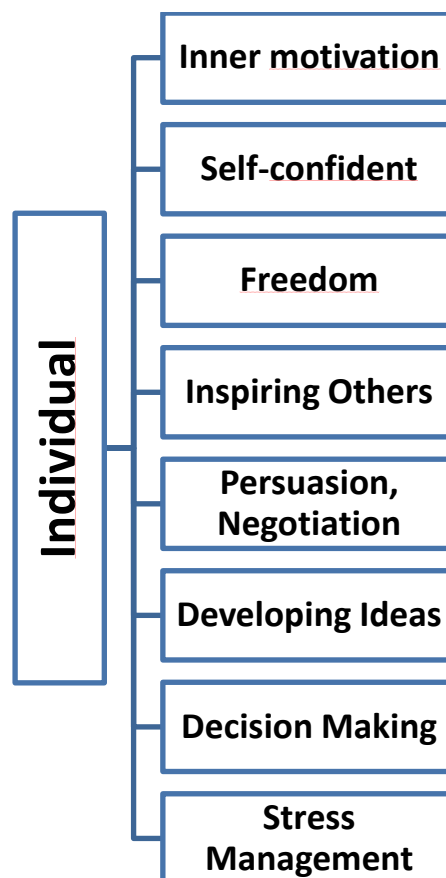 Individual
Inner motivation
Self-confident
Freedom
Inspiring Others
Persuasion,
Negotiation
Developing Ideas
Decision Making
Stress
Management